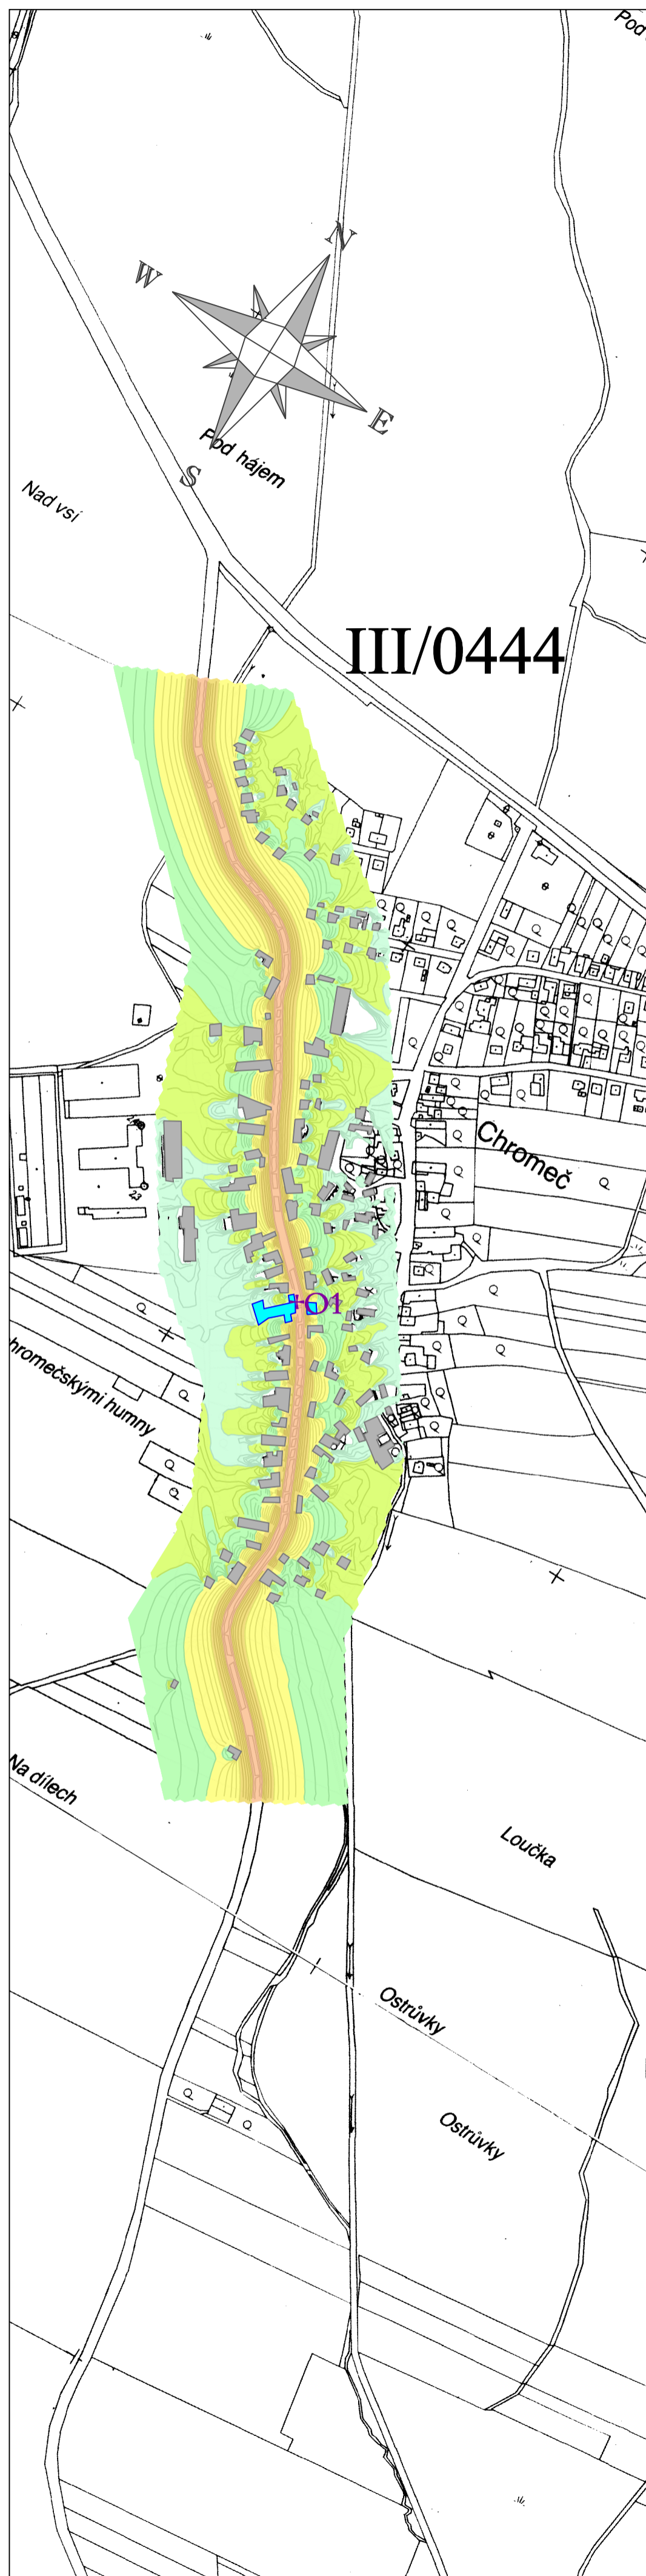 Pod
N
W
E
Pod hájem
S
Nad vsí
III/0444
Chromeč
O1
hromečskými humny
Na dílech
Loučka
Ostrůvky
Ostrůvky